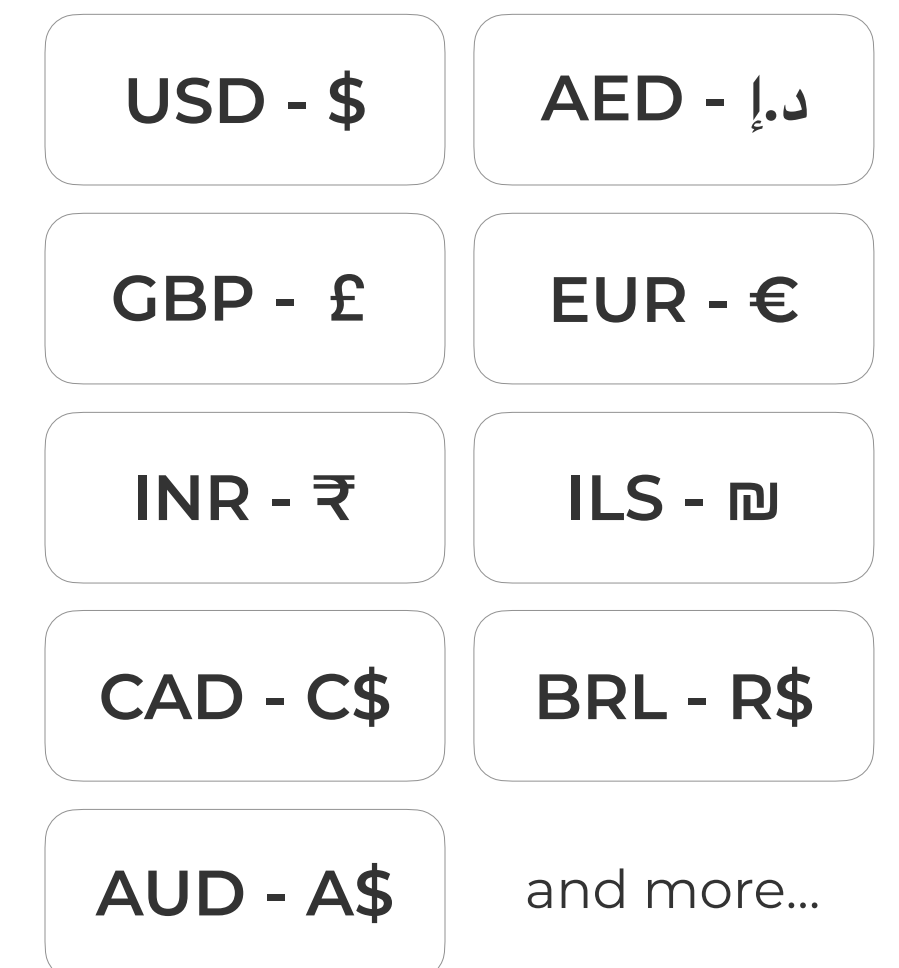 USD - $
AED - د.إ
GBP - £
EUR - €
INR - ₹
ILS - ₪
CAD - C$
BRL - R$
AUD - A$
and more...